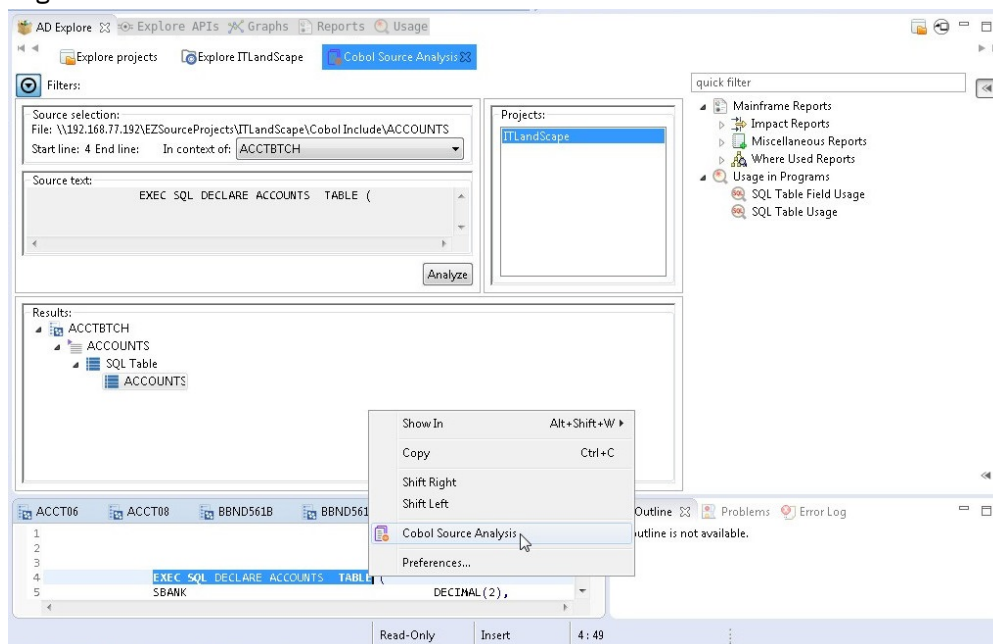 AD Explore Explore APIs Graphs Reports Usage
Explore projects Explore ITLandScape Cobol Source Analysis
Filters:
quick filter
Source selection:
File: \\192.168.77.192\EZSourceProjects\ITLandScape\Cobol Include\ACCOUNTS
Start line: 4 End line: In context of: ACCTBTCH
Projects:
ITLandScape
Source text:
EXEC SQL DECLARE ACCOUNTS TABLE (
Analyze
Mainframe Reports
Impact Reports
Miscellaneous Reports
Where Used Reports
Usage in Programs
SQL Table Field Usage
SQL Table Usage
Results:
ACCTBTCH
ACCOUNTS
SQL Table
ACCOUNTS
Show In Alt+Shift+W
Copy Ctrl+C
Shift Right
Shift Left
Cobol Source Analysis
Preferences...
ACCT06 ACCT08 BBND561B BBND561
Outline Problems Error Log
outline is not available.
1
2
3
4 EXEC SQL DECLARE ACCOUNTS TABLE (
5 SBANK DECIMAL(2),
Read-Only Insert 4 : 49